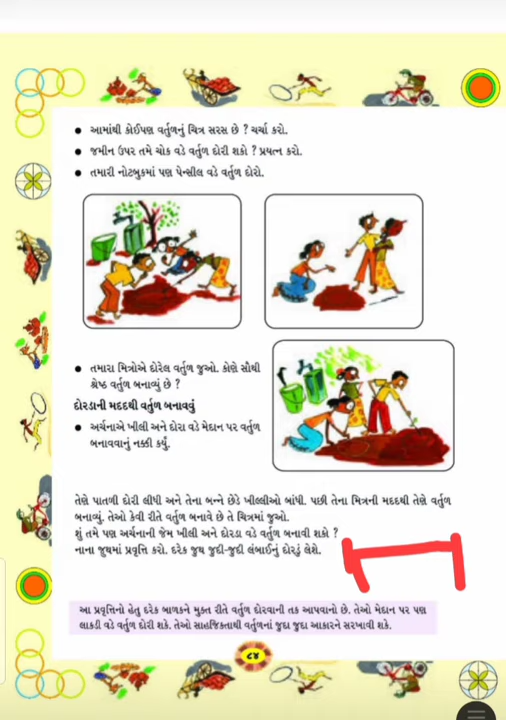 ● આમાંથી કોઈપણ વર્તુળનું ચિત્ર સરસ છે ? ચર્ચા કરો.
● જમીન ઉપર તમે ચોક વડે વર્તુળ દોરી શકો ? પ્રયત્ન કરો.
● તમારી નોટબુકમાં પણ પેન્સીલ વડે વર્તુળ દોરો.
● તમારા મિત્રોએ દોરેલ વર્તુળ જુઓ. કોણે સૌથી
શ્રેષ્ઠ વર્તુળ બનાવ્યું છે ?
દોરડાની મદદથી વર્તુળ બનાવવું
● અર્ચનાએ ખીલી અને દોરા વડે મેદાન પર વર્તુળ
બનાવવાનું નક્કી કર્યું.
તેણે પાતળી દોરી લીધી અને તેના બન્ને છેડે ખીલ્લીઓ બાંધી. પછી તેના મિત્રની મદદથી તેણે વર્તુળ
બનાવ્યું. તેઓ કેવી રીતે વર્તુળ બનાવે છે તે ચિત્રમાં જુઓ.
શું તમે પણ અર્ચનાની જેમ ખીલી અને દોરડા વડે વર્તુળ બનાવી શકો ?
નાના જુથમાં પ્રવૃત્તિ કરો. દરેક જુથ જુદી-જુદી લંબાઈનું દોરડું લેશે.
આ પ્રવૃત્તિનો હેતુ દરેક બાળકને મુક્ત રીતે વર્તુળ દોરવાની તક આપવાનો છે. તેઓ મેદાન પર પણ
લાકડી વડે વર્તુળ દોરી શકે. તેઓ સાહજિકતાથી વર્તુળનાં જુદા જુદા આકારને સરખાવી શકે.
૮૪